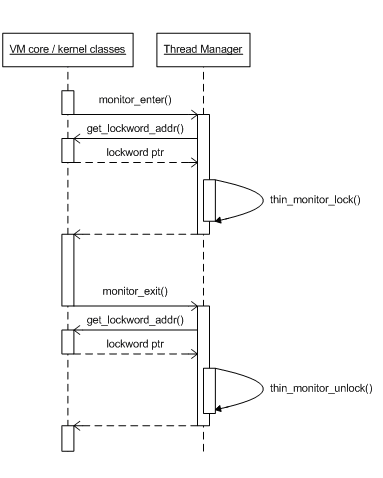 VM core / kernel classes
Thread Manager
monitor_enter()
get_lockword_addr()
lockword ptr
thin_monitor_lock()
monitor_exit()
get_lockword_addr()
lockword ptr
thin_monitor_unlock()